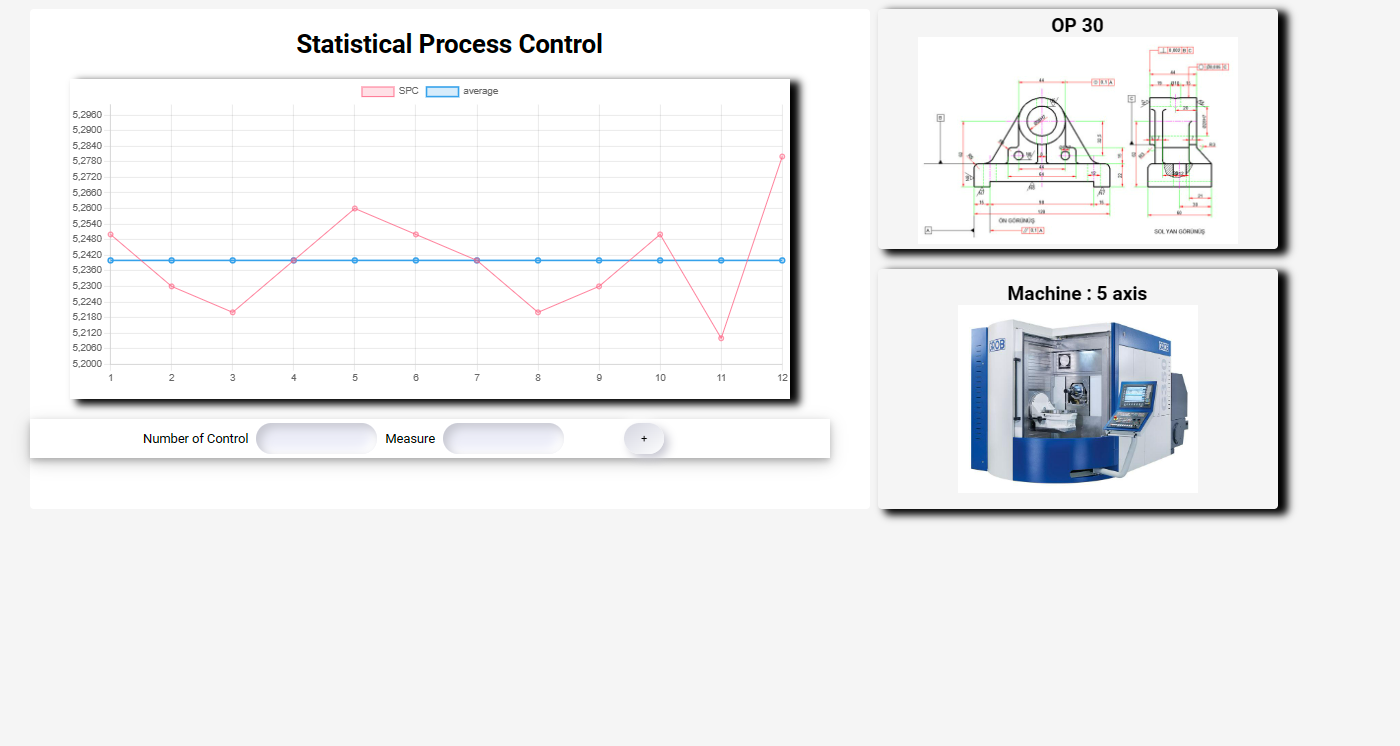 Statistical Process Control
SPC average
5,2960
5,2900
5,2840
5,2780
5,2720
5,2660
5,2600
5,2540
5,2480
5,2420
5,2360
5,2300
5,2240
5,2180
5,2120
5,2060
5,2000
1 2 3 4 5 6 7 8 9 10 11 12
Number of Control Measure +
OP 30
44
B
C
A
ÖN GÖRÜNÜŞ
SOL YAN GÖRÜNÜŞ
Machine : 5 axis